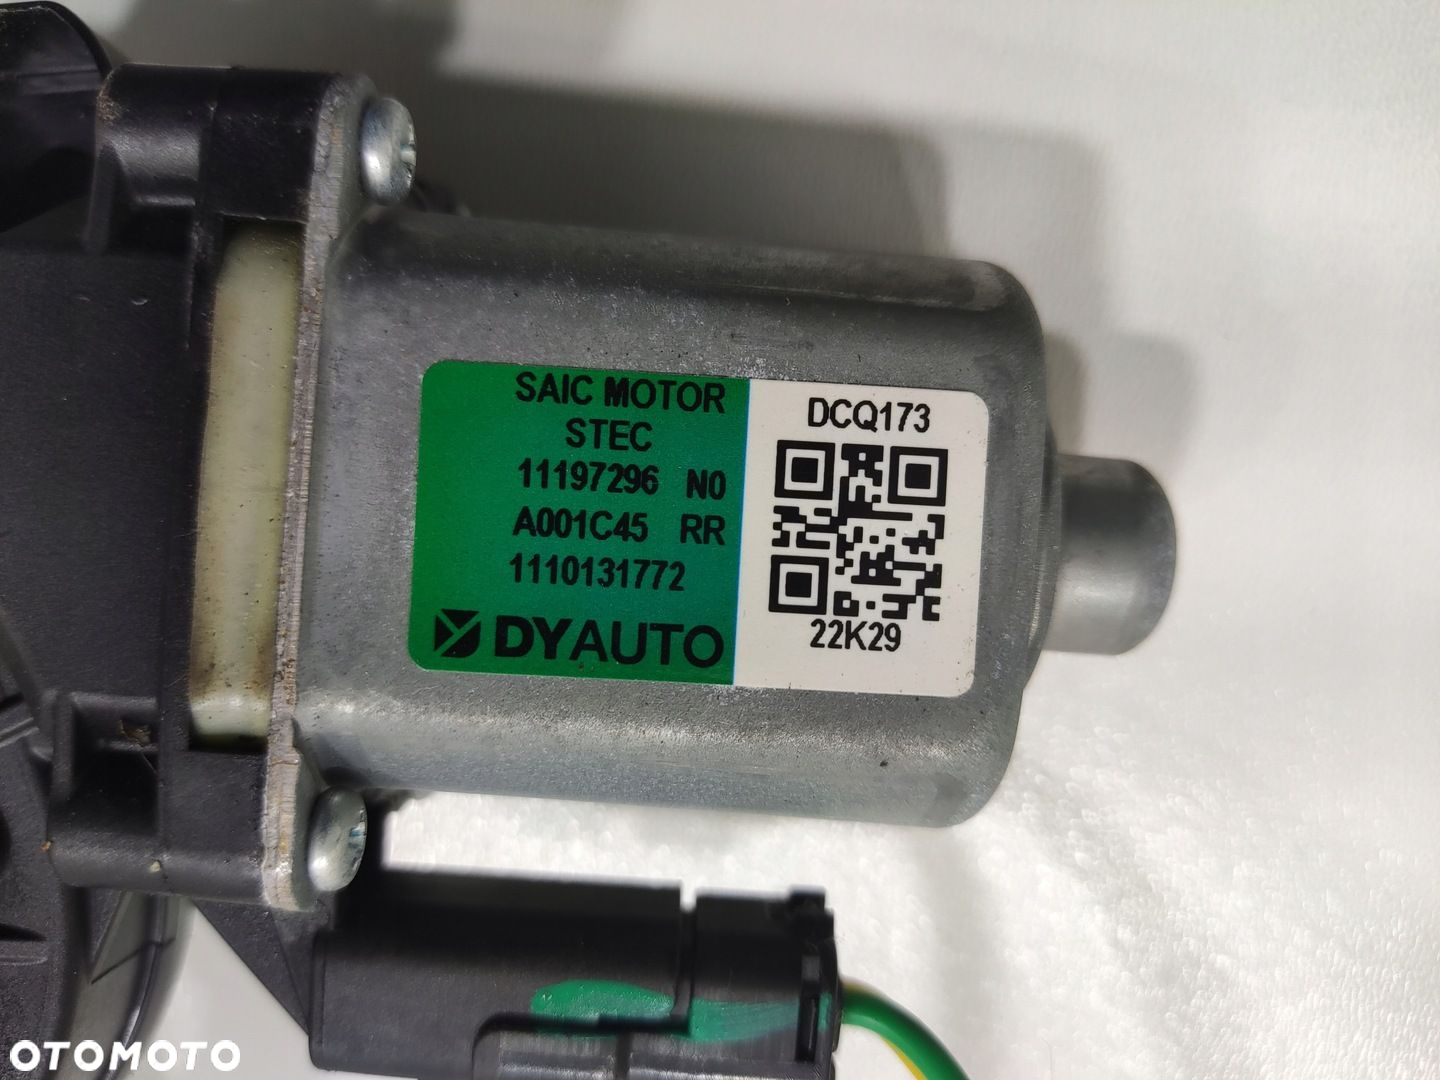 SAIC MOTOR
STEC
11197296 N0
A001C45 RR
1110131772
DYAUTO
DCQ173
22K29
OTOMOTO